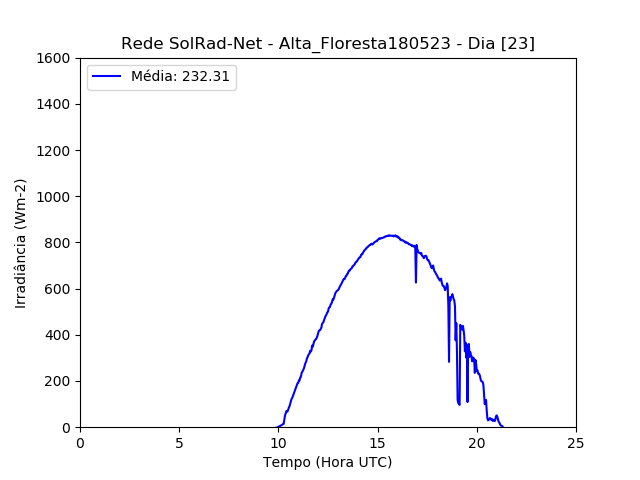 Rede SolRad-Net - Alta_Floresta180523 - Dia [23]
Média: 232.31
Irradiância (Wm-2)
1600
1400
1200
1000
800
600
400
200
0
0 5 10 15 20 25
Tempo (Hora UTC)